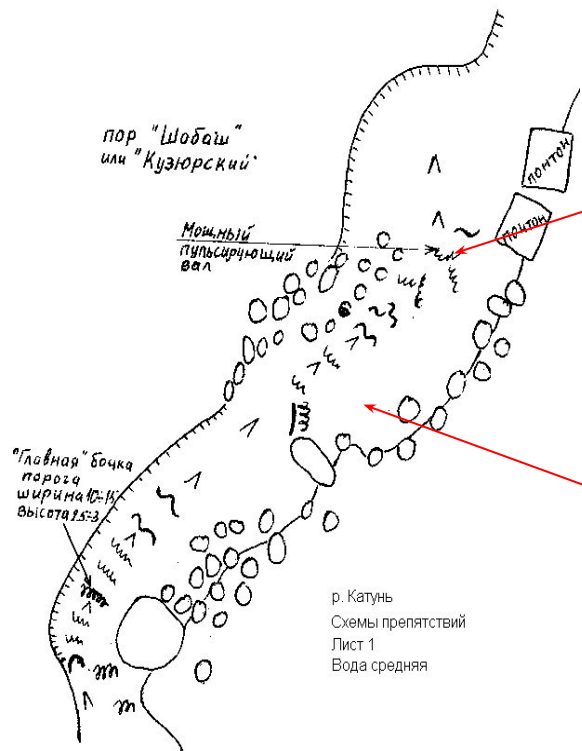 пор "Шабаш"
или "Кузюрский"
ПОНТОН
ПОНТОН
Мощный
пульсирующий
вал
"Главная" бочка
порога
ширина 10÷15
высота 2.5÷3
р. Катунь
Схемы препятствий
Лист 1
Вода средняя